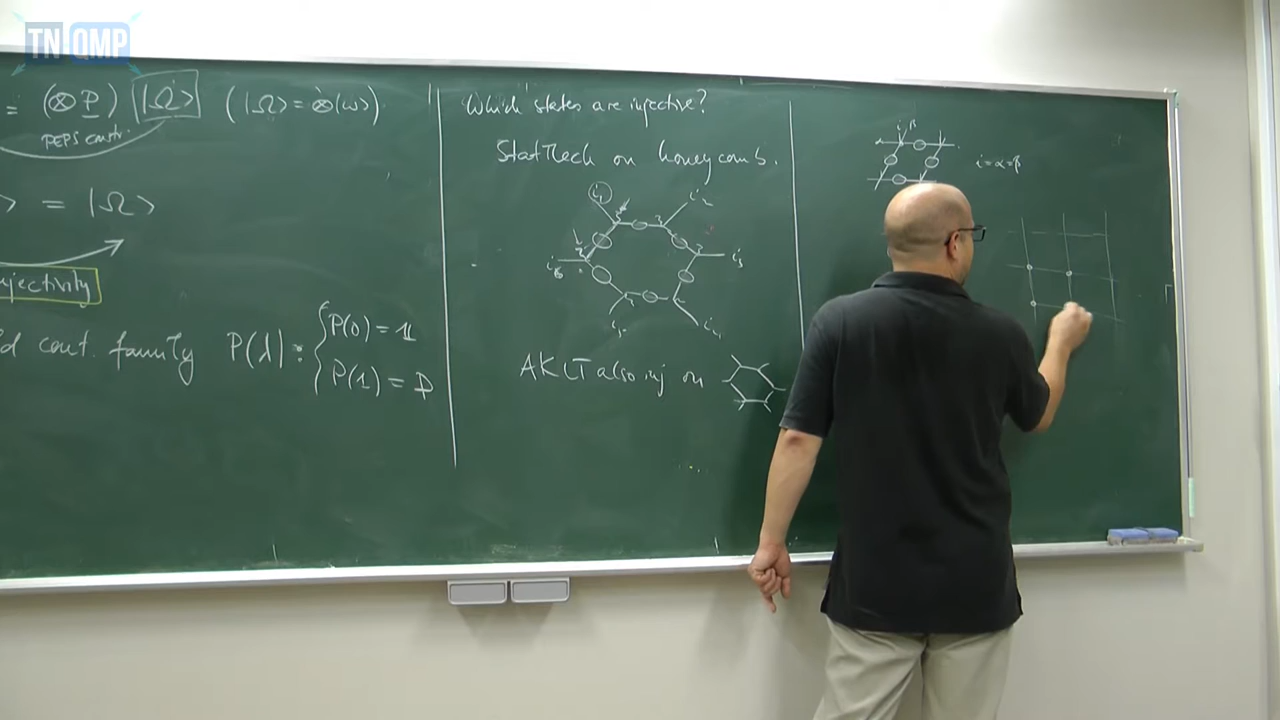 TN QMP
= (⊗ P) |Ω⟩ (|Ω⟩ = ⊗|ω⟩)
PEPS constr.
⟩ = |Ω⟩
jectivity
d cont. family P(λ): { P(0) = 1
P(1) = P
Which states are injective?
StatMech on honeycomb.
i₁ i₂
i₆ i₃
i₅ i₄
AKLT also inj on
i β
α
i=α=β